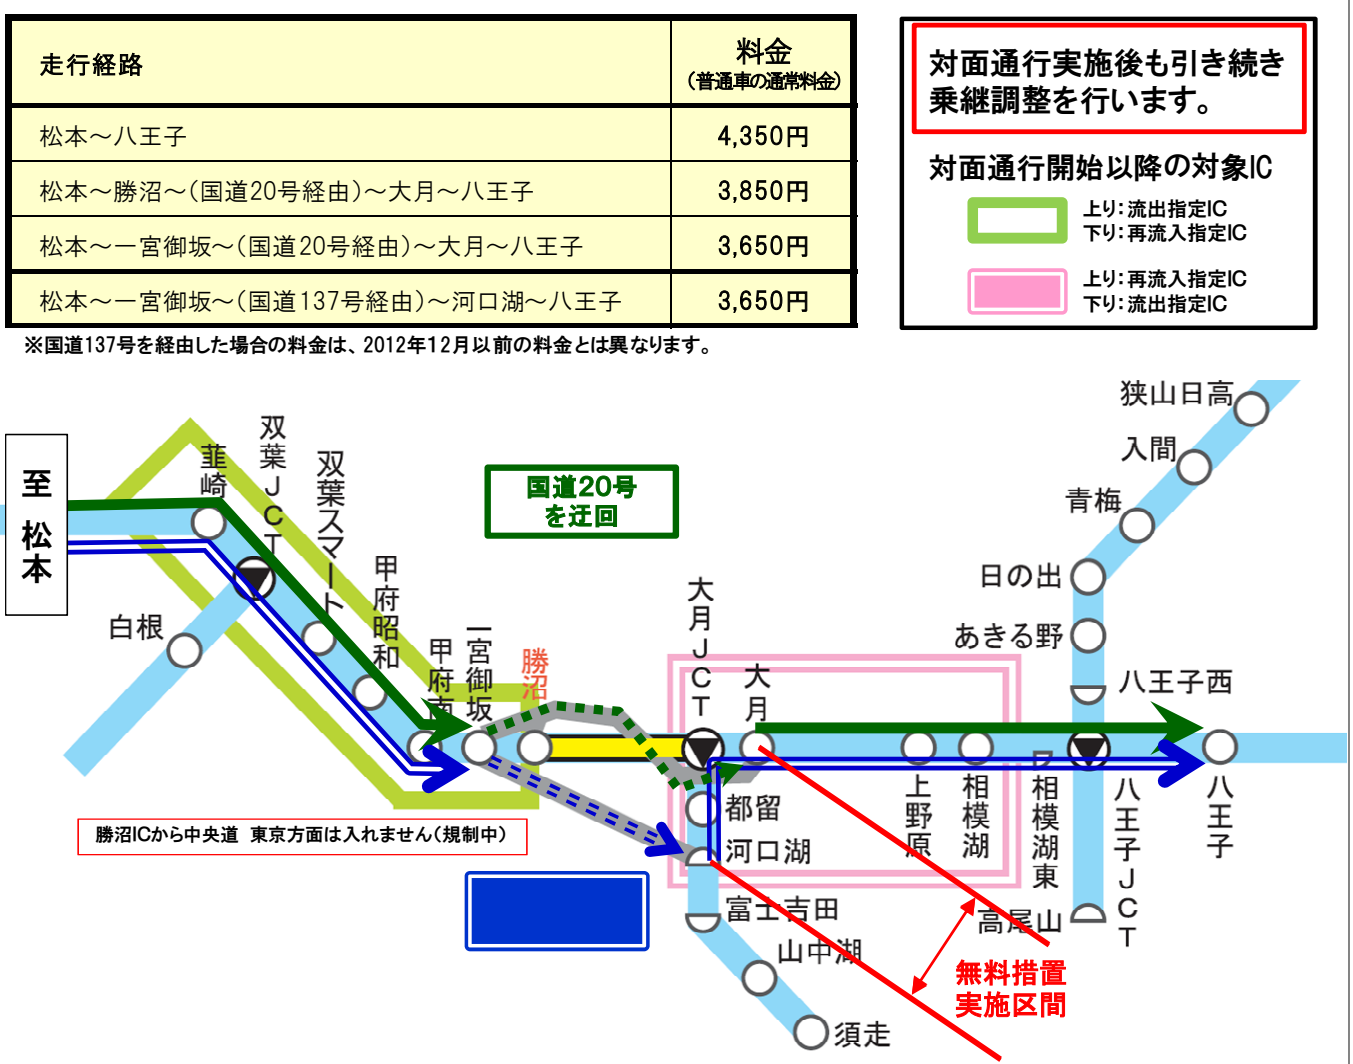 走行経路
料金
（普通車の通常料金）
松本～八王子
4,350円
松本～勝沼～（国道20号経由）～大月～八王子
3,850円
松本～一宮御坂～（国道20号経由）～大月～八王子
3,650円
松本～一宮御坂～（国道137号経由）～河口湖～八王子
3,650円
※国道137号を経由した場合の料金は、2012年12月以前の料金とは異なります。
対面通行実施後も引き続き
乗継調整を行います。
対面通行開始以降の対象IC
上り：流出指定IC
下り：再流入指定IC
上り：再流入指定IC
下り：流出指定IC
至 松本
韮崎
双葉JCT
双葉スマート
甲府昭和
甲府南
一宮御坂
勝沼
白根
国道20号
を迂回
大月JCT
大月
都留
河口湖
富士吉田
山中湖
須走
上野原
相模湖
相模湖東
八王子JCT
八王子
狭山日高
入間
青梅
日の出
あきる野
八王子西
高尾山
勝沼ICから中央道 東京方面は入れません（規制中）
無料措置
実施区間